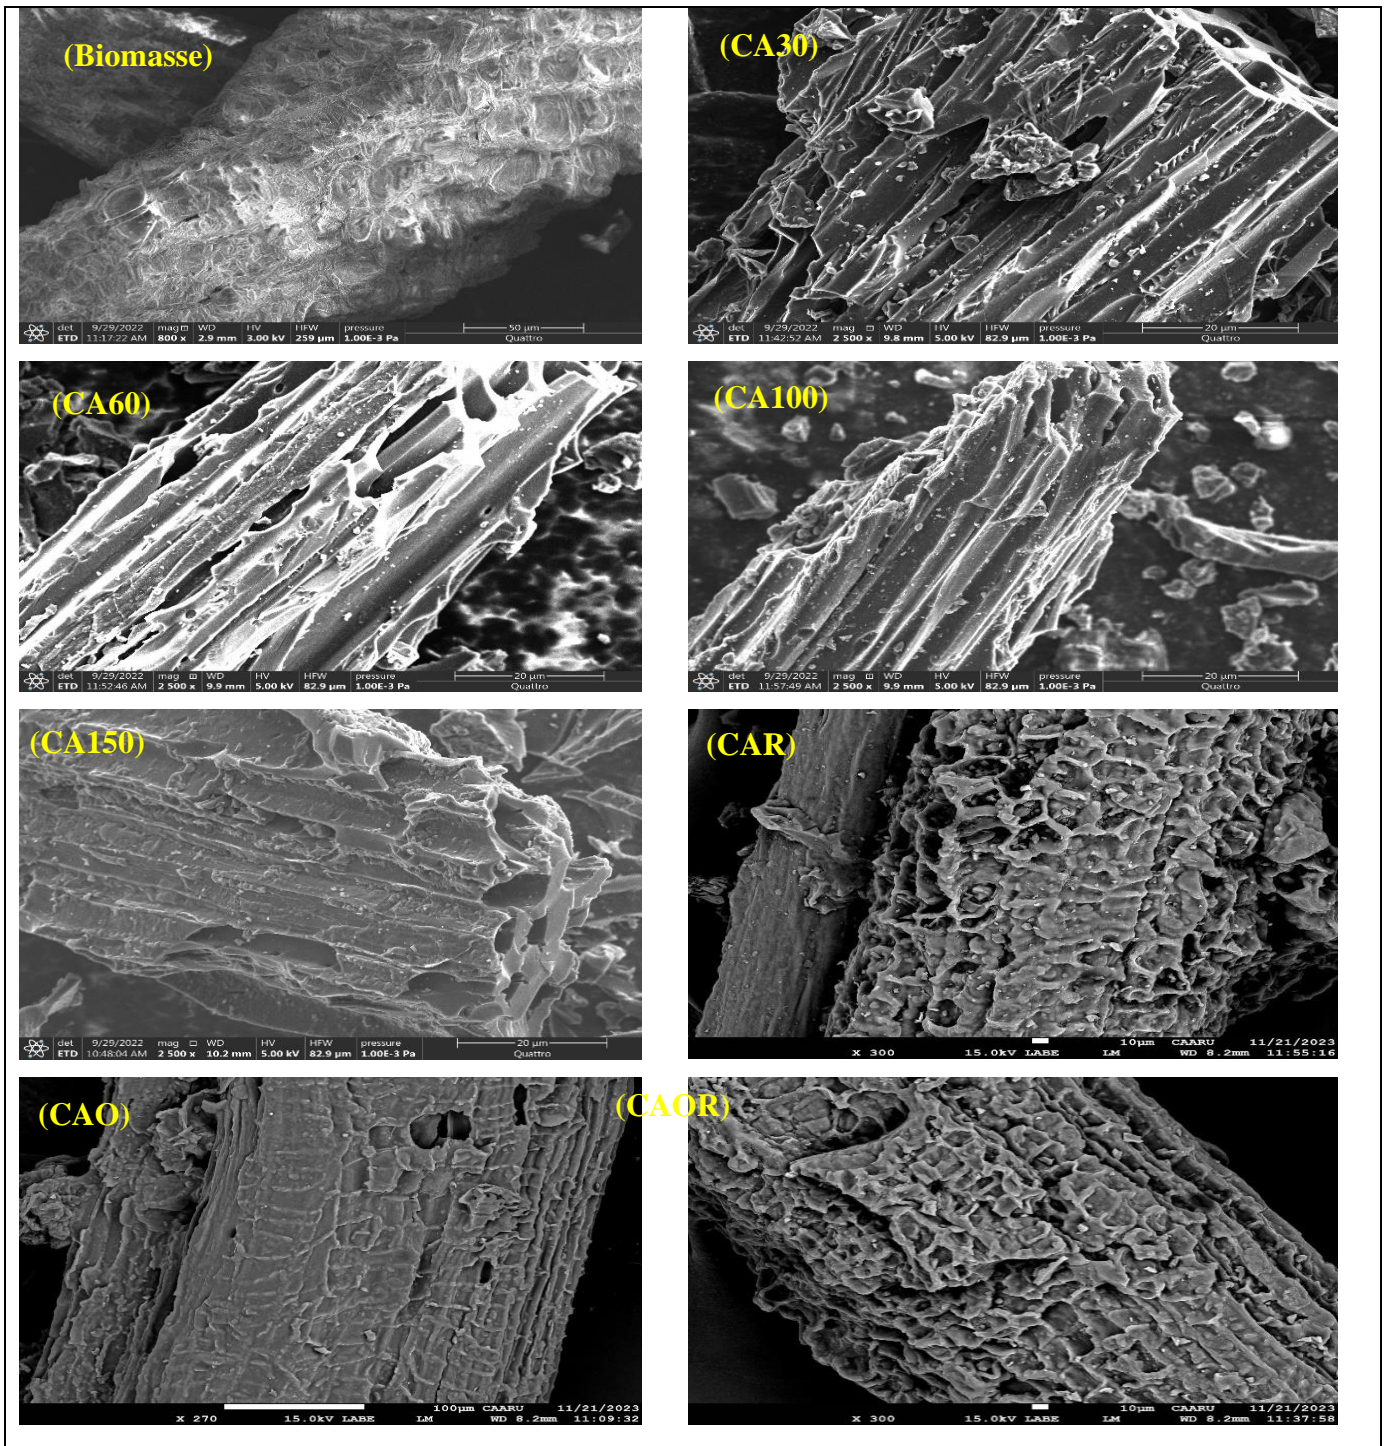 (Biomasse)
det 9/29/2022 mag WD HV HFW pressure 50 µm
ETD 11:17:22 AM 800 x 2.9 mm 3.00 kV 259 µm 1.00E-3 Pa Quattro
(CA30)
det 9/29/2022 mag WD HV HFW pressure 20 µm
ETD 11:42:52 AM 2 500 x 9.8 mm 5.00 kV 82.9 µm 1.00E-3 Pa Quattro
(CA60)
det 9/29/2022 mag WD HV HFW pressure 20 µm
ETD 11:52:46 AM 2 500 x 9.9 mm 5.00 kV 82.9 µm 1.00E-3 Pa Quattro
(CA100)
det 9/29/2022 mag WD HV HFW pressure 20 µm
ETD 11:57:49 AM 2 500 x 9.9 mm 5.00 kV 82.9 µm 1.00E-3 Pa Quattro
(CA150)
det 9/29/2022 mag WD HV HFW pressure 20 µm
ETD 10:48:04 AM 2 500 x 10.2 mm 5.00 kV 82.9 µm 1.00E-3 Pa Quattro
(CAR)
10µm CAARU 11/21/2023
X 300 15.0kV LABE LM WD 8.2mm 11:55:16
(CAO)
100µm CAARU 11/21/2023
X 270 15.0kV LABE LM WD 8.2mm 11:09:32
(CAOR)
10µm CAARU 11/21/2023
X 300 15.0kV LABE LM WD 8.2mm 11:37:58